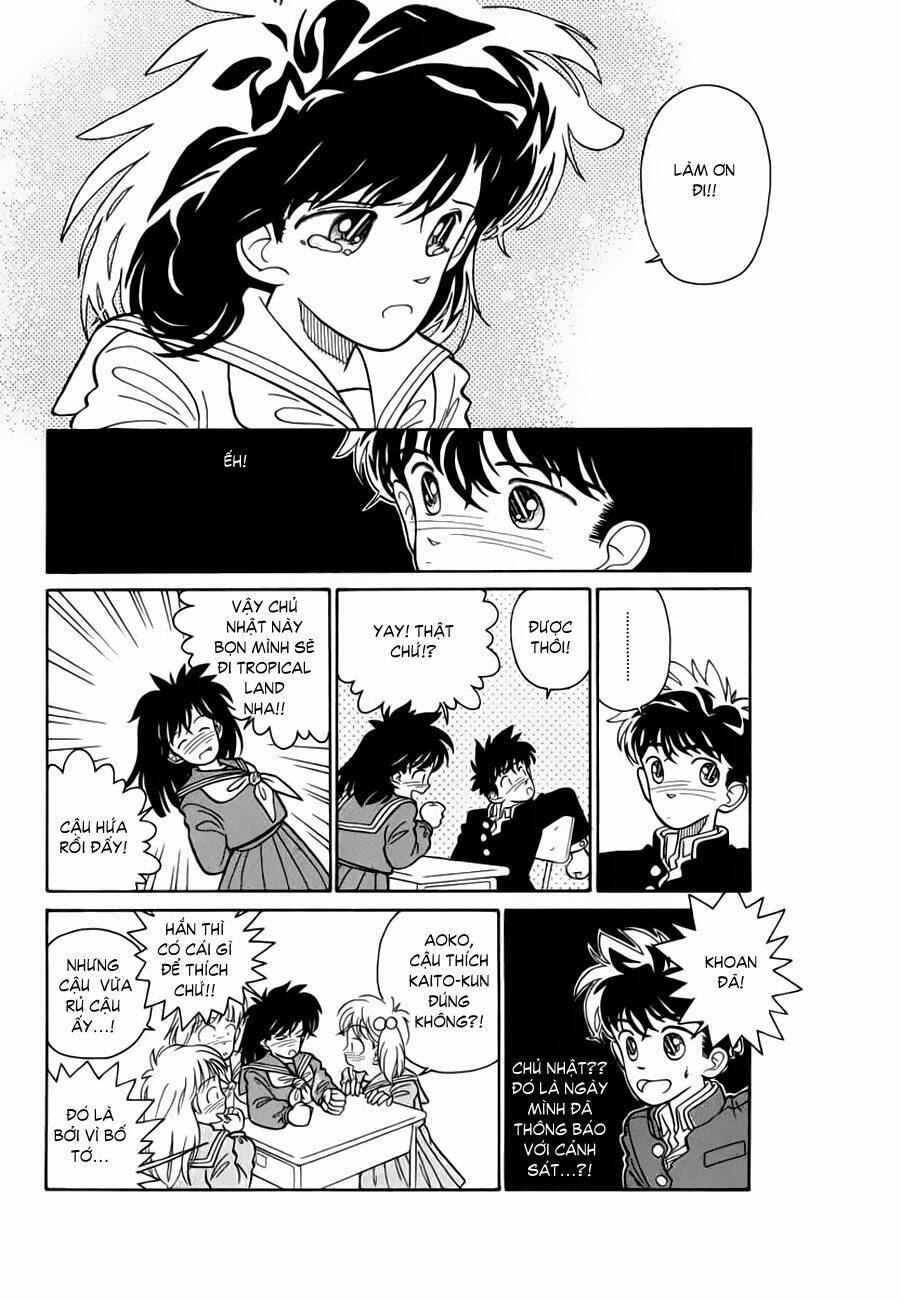 LÀM ƠN
ĐI!!
ẾH!
.............
ĐƯỢC
THÔI!
YAY! THẬT
CHỨ!?
VẬY CHỦ
NHẬT NÀY
BỌN MÌNH SẼ
ĐI TROPICAL
LAND
NHA!!
CẬU HỨA
RỒI ĐẤY!
KHOAN
ĐÃ!
CHỦ NHẬT??
ĐÓ LÀ NGÀY
MÌNH ĐÃ
THÔNG BÁO
VỚI CẢNH
SÁT...?!
AOKO,
CẬU THÍCH
KAITO-KUN
ĐÚNG
KHÔNG?!
HẮN THÌ
CÓ CÁI GÌ
ĐỂ THÍCH
CHỨ!!
NHƯNG
CẬU VỪA
RỦ CẬU
ẤY...!
ĐÓ LÀ
BỞI VÌ BỐ
TỚ...